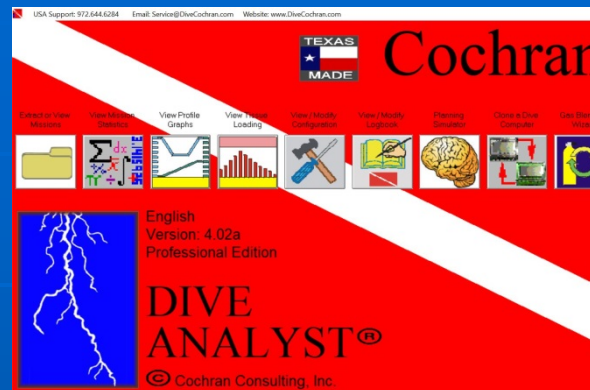 USA Support: 972.644.6284 Email: Service@DiveCochran.com Website: www.DiveCochran.com
TEXAS
MADE
Cochran
Extract or View
Missions
View Mission
Statistics
View Profile
Graphs
View Tissue
Loading
View / Modify
Configuration
View / Modify
Logbook
Planning
Simulator
Clone a Dive
Computer
English
Version: 4.02a
Professional Edition
DIVE
ANALYST®
© Cochran Consulting, Inc.